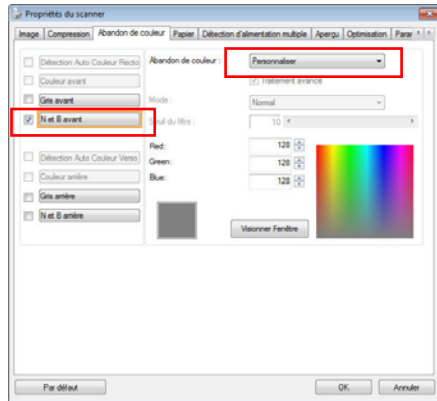 Propriétés du scanner
Image Compression Abandon de couleur Papier Détection d'alimentation multiple Aperçu Optimisation Parar
Détection Auto Couleur Recto
Couleur avant
Gris avant
N et B avant
Détection Auto Couleur Verso
Couleur arrière
Gris arrière
N et B arrière
Abandon de couleur : Personnaliser
Traitement avancé
Mode : Normal
Seuil du filtre : 10
Red: 128
Green: 128
Blue: 128
Visionner Fenêtre
Par défaut OK Annuler